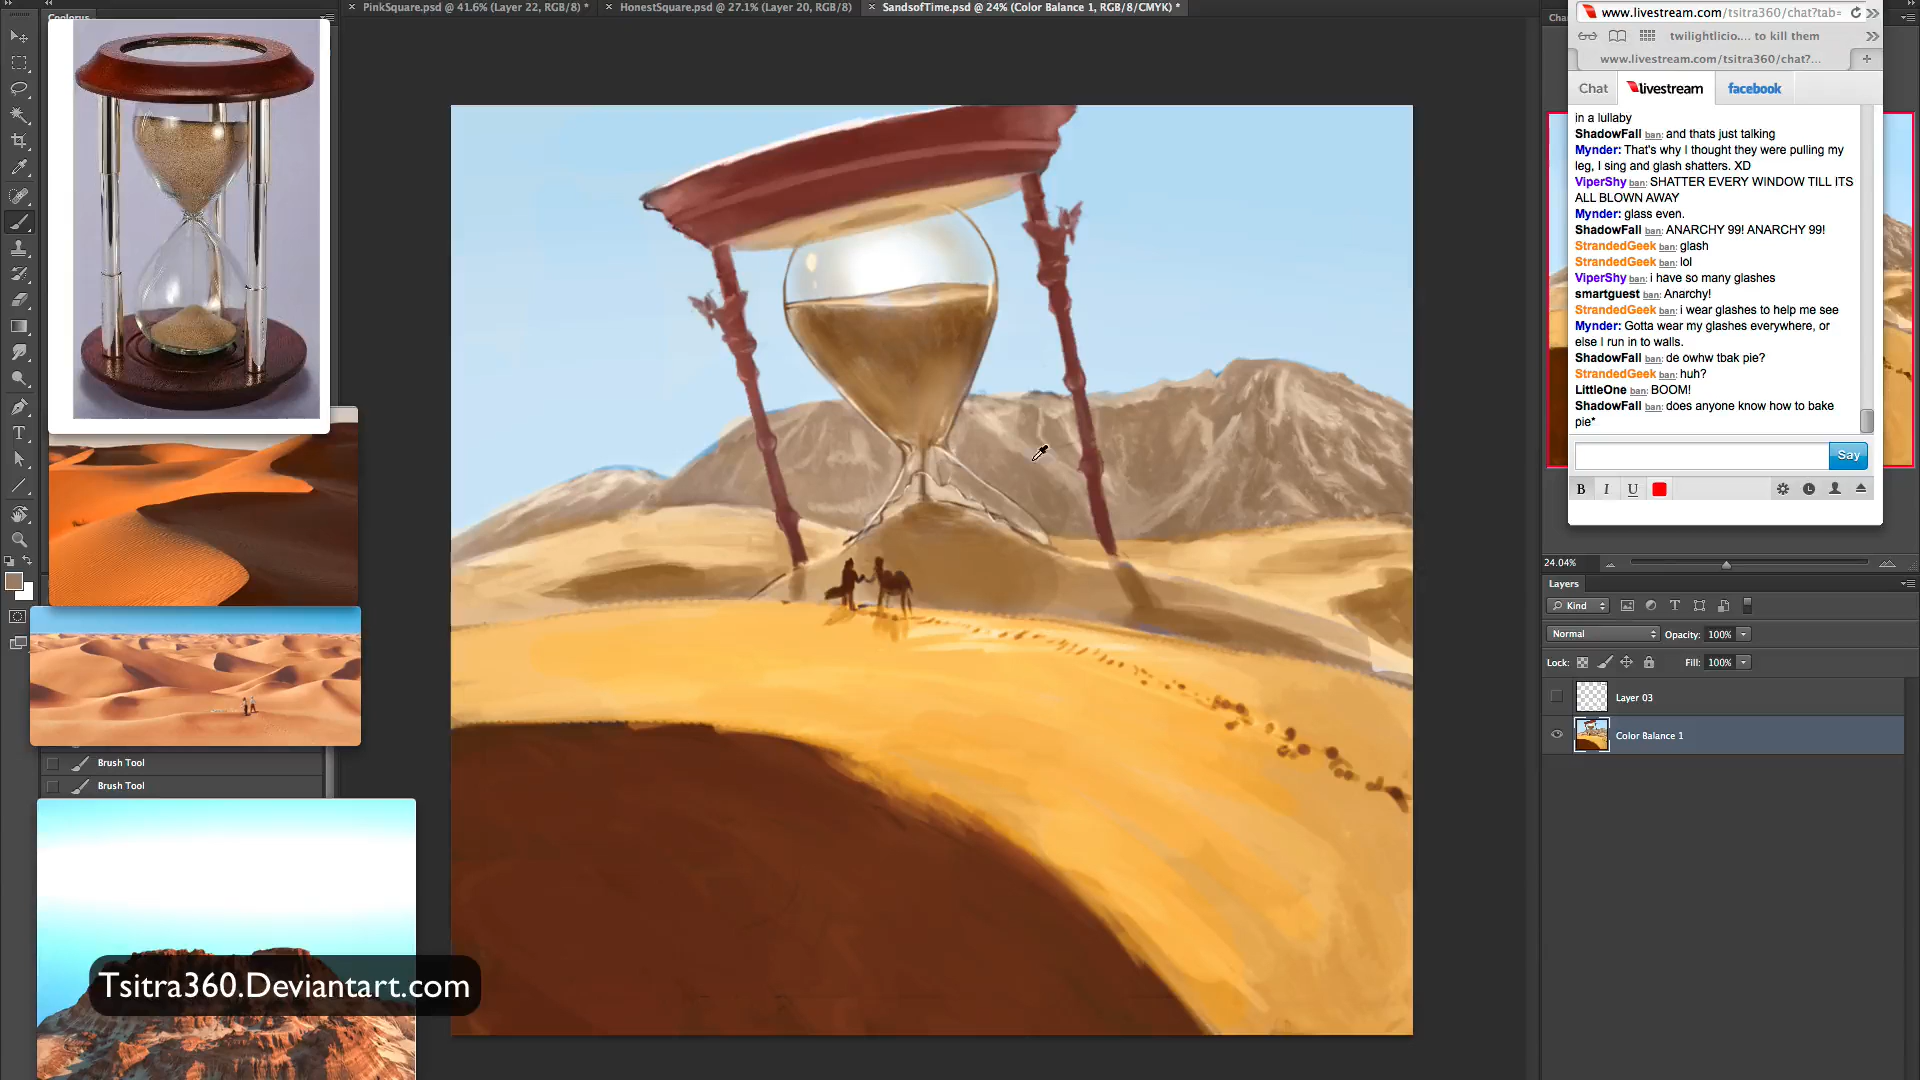 PinkSquare.psd @ 41.6% (Layer 22, RGB/8) *
HonestSquare.psd @ 27.1% (Layer 20, RGB/8)
SandsofTime.psd @ 24% (Color Balance 1, RGB/8/CMYK) *
www.livestream.com/tsitra360/chat?tab=
twilightlicio.... to kill them
www.livestream.com/tsitra360/chat?...
Chat
livestream
facebook
in a lullaby
ShadowFall ban: and thats just talking
Mynder: That's why I thought they were pulling my
leg, I sing and glash shatters. XD
ViperShy ban: SHATTER EVERY WINDOW TILL ITS
ALL BLOWN AWAY
Mynder: glass even.
ShadowFall ban: ANARCHY 99! ANARCHY 99!
StrandedGeek ban: glash
StrandedGeek ban: lol
ViperShy ban: i have so many glashes
smartguest ban: Anarchy!
StrandedGeek ban: i wear glashes to help me see
Mynder: Gotta wear my glashes everywhere, or
else I run in to walls.
ShadowFall ban: de owhw tbak pie?
StrandedGeek ban: huh?
LittleOne ban: BOOM!
ShadowFall ban: does anyone know how to bake
pie*
Say
B I U
24.04%
Layers
Kind
Normal
Opacity: 100%
Lock:
Fill: 100%
Layer 03
Color Balance 1
Brush Tool
Brush Tool
Tsitra360.Deviantart.com